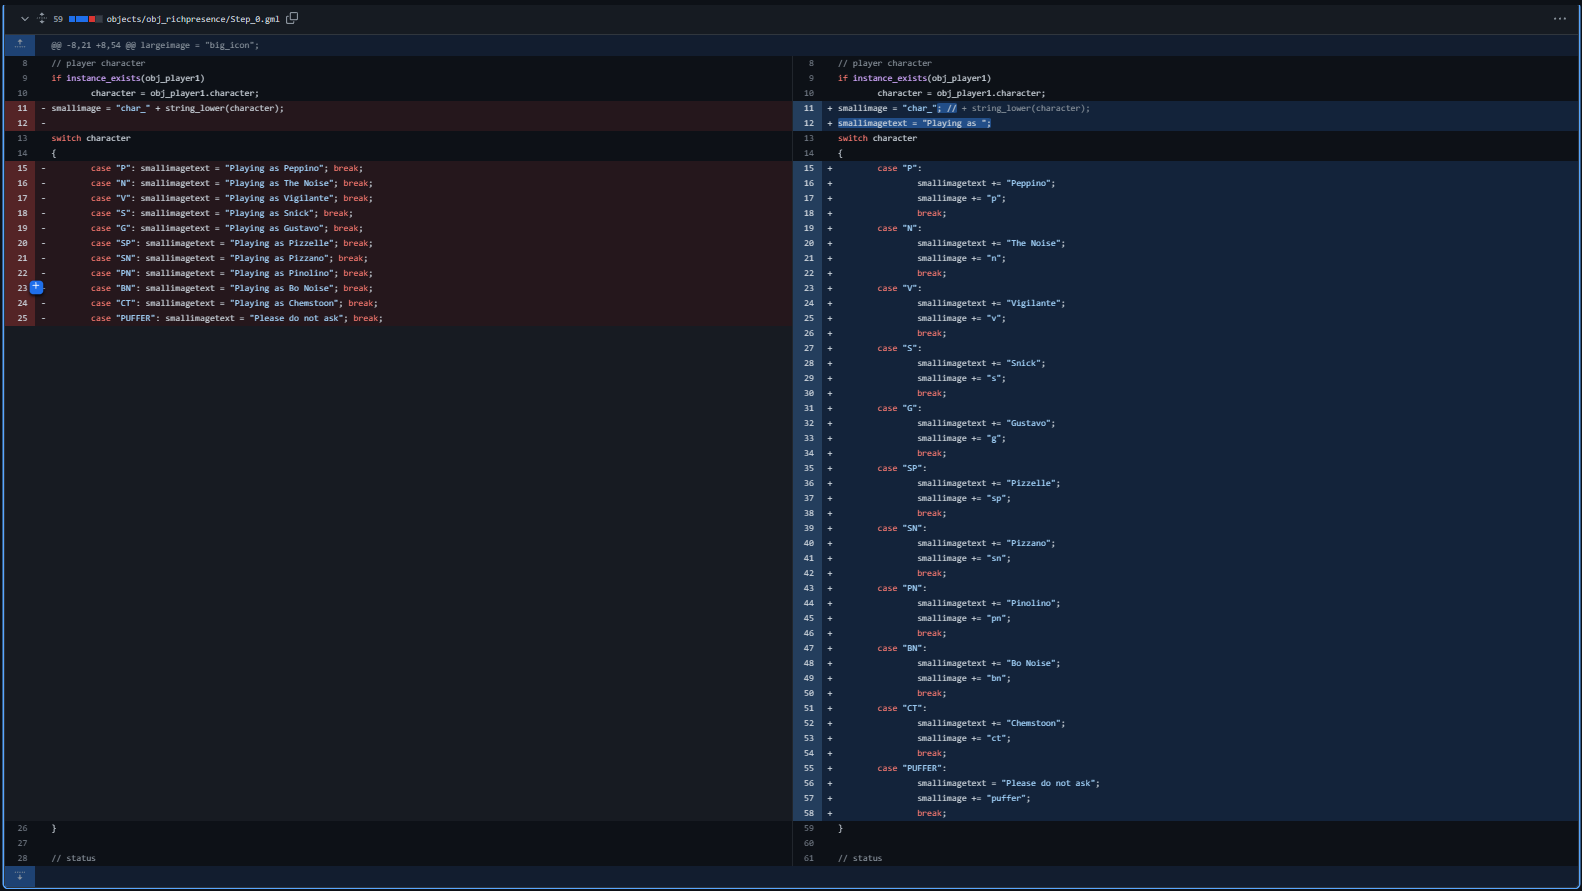 59 objects/obj_richpresence/Step_0.gml
@@ -8,21 +8,54 @@ largeimage = "big_icon";
8 // player character
9 if instance_exists(obj_player1)
10 character = obj_player1.character;
11 - smallimage = "char_" + string_lower(character);
12 -
13 switch character
14 {
15 - case "P": smallimagetext = "Playing as Peppino"; break;
16 - case "N": smallimagetext = "Playing as The Noise"; break;
17 - case "V": smallimagetext = "Playing as Vigilante"; break;
18 - case "S": smallimagetext = "Playing as Snick"; break;
19 - case "G": smallimagetext = "Playing as Gustavo"; break;
20 - case "SP": smallimagetext = "Playing as Pizzelle"; break;
21 - case "SN": smallimagetext = "Playing as Pizzano"; break;
22 - case "PN": smallimagetext = "Playing as Pinolino"; break;
23 - case "BN": smallimagetext = "Playing as Bo Noise"; break;
24 - case "CT": smallimagetext = "Playing as Chemstoon"; break;
25 - case "PUFFER": smallimagetext = "Please do not ask"; break;
26 }
27
28 // status
8 // player character
9 if instance_exists(obj_player1)
10 character = obj_player1.character;
11 + smallimage = "char_"; // + string_lower(character);
12 + smallimagetext = "Playing as ";
13 switch character
14 {
15 + case "P":
16 + smallimagetext += "Peppino";
17 + smallimage += "p";
18 + break;
19 + case "N":
20 + smallimagetext += "The Noise";
21 + smallimage += "n";
22 + break;
23 + case "V":
24 + smallimagetext += "Vigilante";
25 + smallimage += "v";
26 + break;
27 + case "S":
28 + smallimagetext += "Snick";
29 + smallimage += "s";
30 + break;
31 + case "G":
32 + smallimagetext += "Gustavo";
33 + smallimage += "g";
34 + break;
35 + case "SP":
36 + smallimagetext += "Pizzelle";
37 + smallimage += "sp";
38 + break;
39 + case "SN":
40 + smallimagetext += "Pizzano";
41 + smallimage += "sn";
42 + break;
43 + case "PN":
44 + smallimagetext += "Pinolino";
45 + smallimage += "pn";
46 + break;
47 + case "BN":
48 + smallimagetext += "Bo Noise";
49 + smallimage += "bn";
50 + break;
51 + case "CT":
52 + smallimagetext += "Chemstoon";
53 + smallimage += "ct";
54 + break;
55 + case "PUFFER":
56 + smallimagetext = "Please do not ask";
57 + smallimage += "puffer";
58 + break;
59 }
60
61 // status